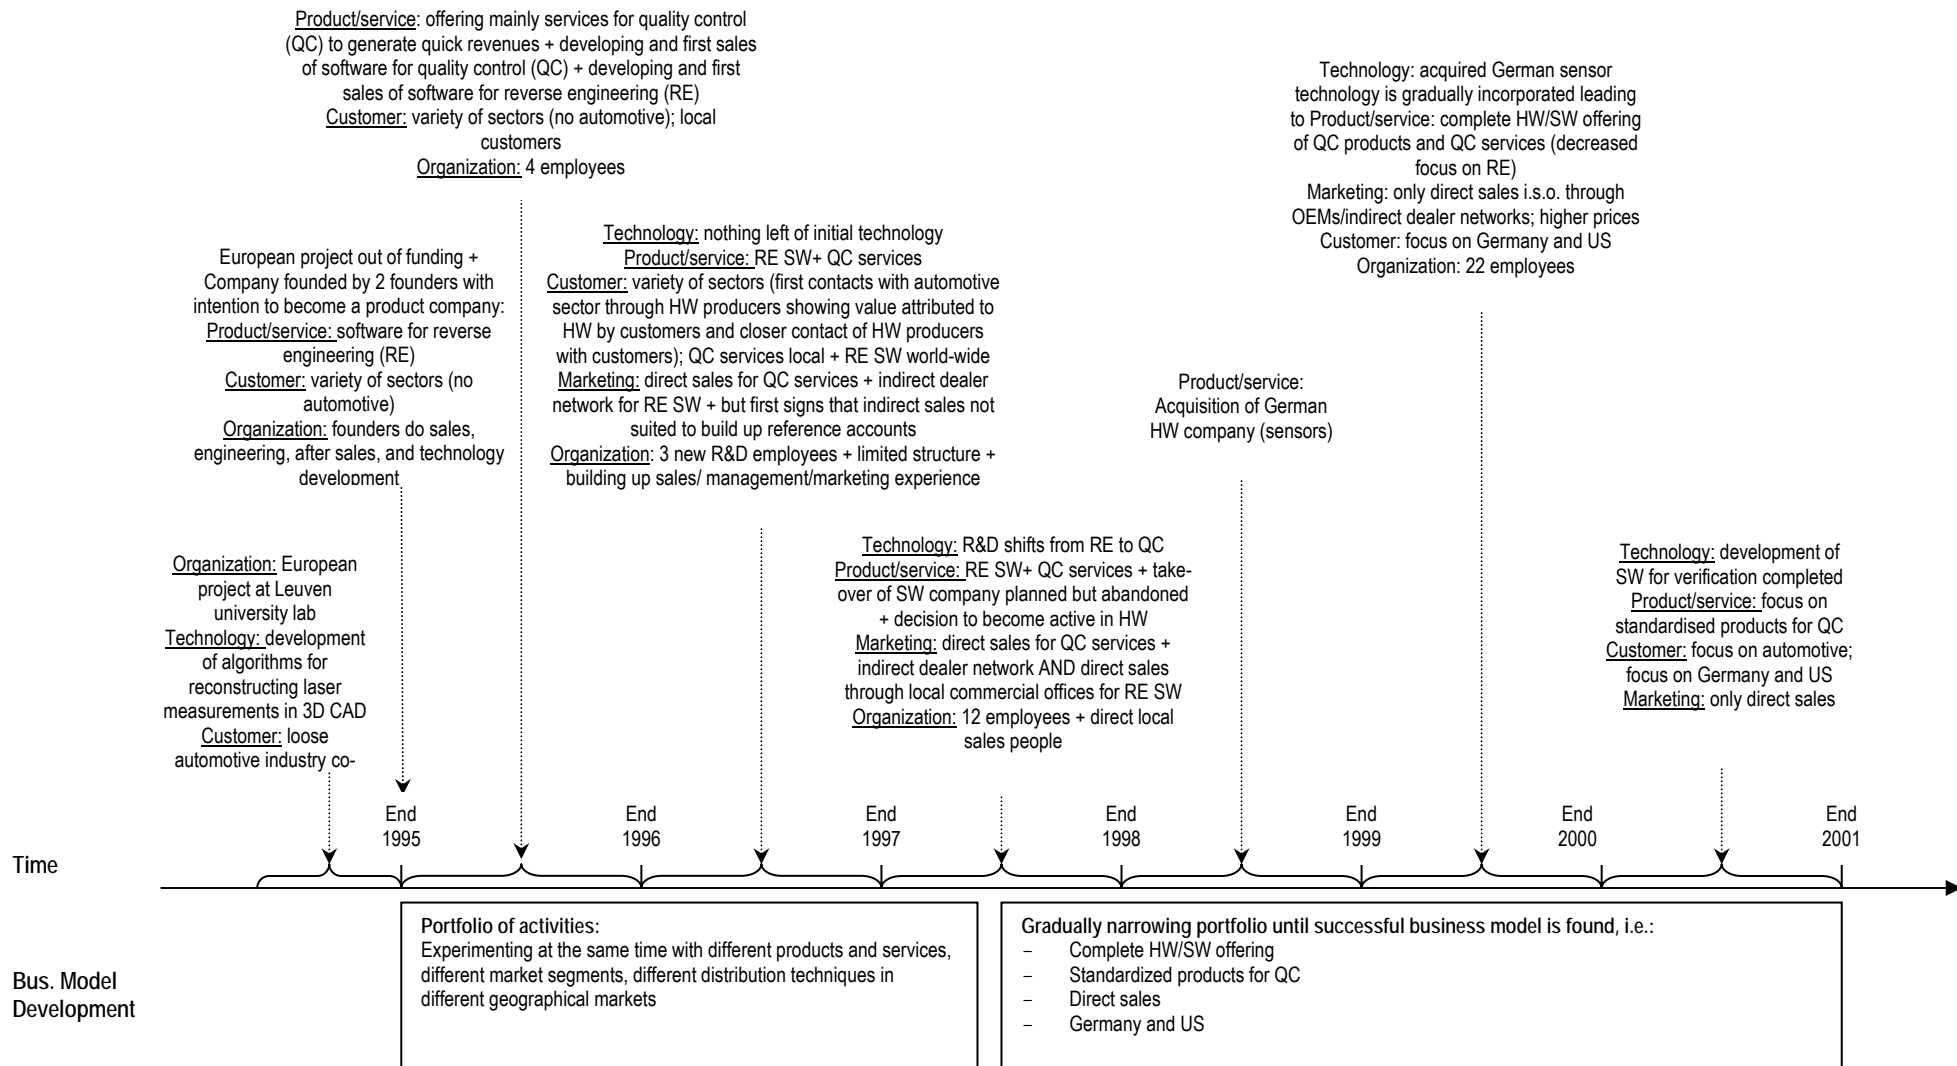 Product/service: offering mainly services for quality control
(QC) to generate quick revenues + developing and first sales
of software for quality control (QC) + developing and first
sales of software for reverse engineering (RE)
Customer: variety of sectors (no automotive); local
customers
Organization: 4 employees
European project out of funding +
Company founded by 2 founders with
intention to become a product company:
Product/service: software for reverse
engineering (RE)
Customer: variety of sectors (no
automotive)
Organization: founders do sales,
engineering, after sales, and technology
development
Organization: European
project at Leuven
university lab
Technology: development
of algorithms for
reconstructing laser
measurements in 3D CAD
Customer: loose
automotive industry co-
Technology: nothing left of initial technology
Product/service: RE SW+ QC services
Customer: variety of sectors (first contacts with automotive
sector through HW producers showing value attributed to
HW by customers and closer contact of HW producers
with customers); QC services local + RE SW world-wide
Marketing: direct sales for QC services + indirect dealer
network for RE SW + but first signs that indirect sales not
suited to build up reference accounts
Organization: 3 new R&D employees + limited structure +
building up sales/ management/marketing experience
Technology: R&D shifts from RE to QC
Product/service: RE SW+ QC services + take-
over of SW company planned but abandoned
+ decision to become active in HW
Marketing: direct sales for QC services +
indirect dealer network AND direct sales
through local commercial offices for RE SW
Organization: 12 employees + direct local
sales people
Product/service:
Acquisition of German
HW company (sensors)
Technology: acquired German sensor
technology is gradually incorporated leading
to Product/service: complete HW/SW offering
of QC products and QC services (decreased
focus on RE)
Marketing: only direct sales i.s.o. through
OEMs/indirect dealer networks; higher prices
Customer: focus on Germany and US
Organization: 22 employees
Technology: development of
SW for verification completed
Product/service: focus on
standardised products for QC
Customer: focus on automotive;
focus on Germany and US
Marketing: only direct sales
End
1995
End
1996
End
1997
End
1998
End
1999
End
2000
End
2001
Time
Bus. Model
Development
Portfolio of activities:
Experimenting at the same time with different products and services,
different market segments, different distribution techniques in
different geographical markets
Gradually narrowing portfolio until successful business model is found, i.e.:
– Complete HW/SW offering
– Standardized products for QC
– Direct sales
– Germany and US